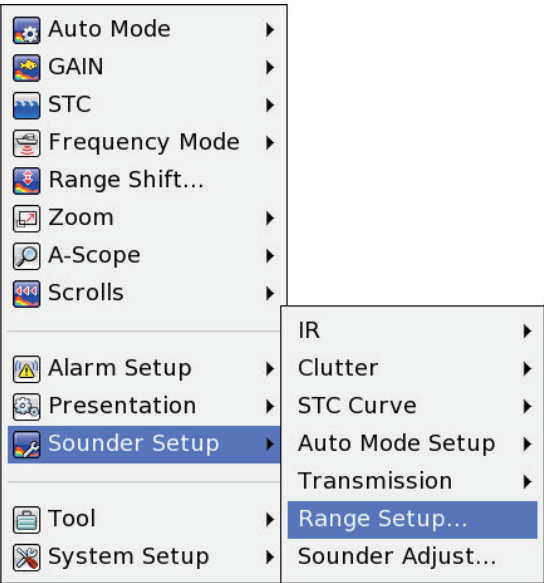 Auto Mode
GAIN
STC
Frequency Mode
Range Shift...
Zoom
A-Scope
Scrolls
Alarm Setup
Presentation
Sounder Setup
Tool
System Setup
IR
Clutter
STC Curve
Auto Mode Setup
Transmission
Range Setup...
Sounder Adjust...